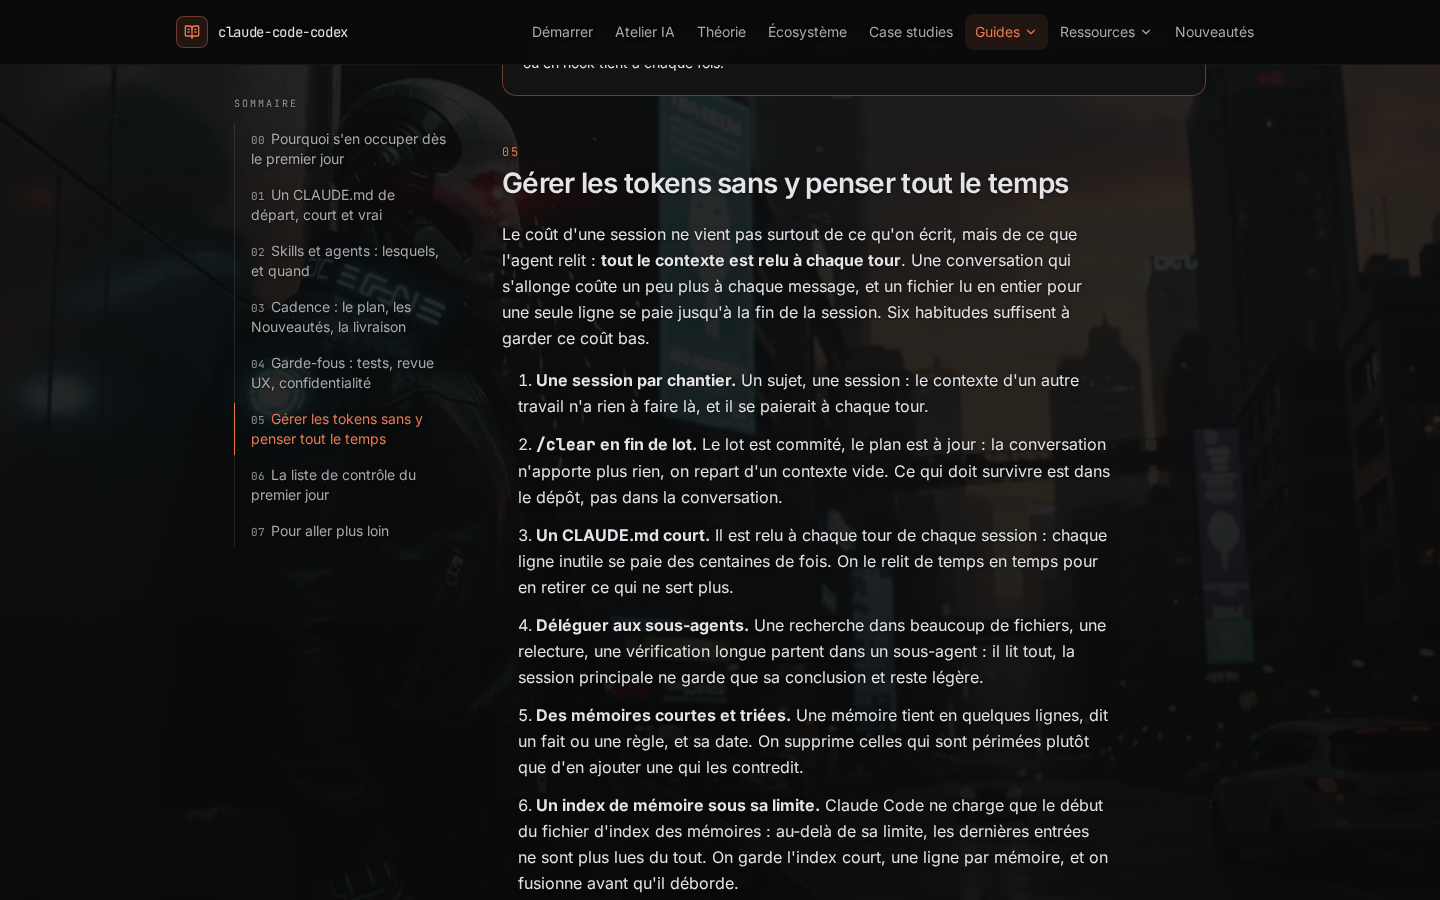 claude-code-codex
Démarrer
Atelier IA
Théorie
Écosystème
Case studies
Guides
Ressources
Nouveautés
SOMMAIRE
00 Pourquoi s'en occuper dès
le premier jour
01 Un CLAUDE.md de
départ, court et vrai
02 Skills et agents : lesquels,
et quand
03 Cadence : le plan, les
Nouveautés, la livraison
04 Garde-fous : tests, revue
UX, confidentialité
05 Gérer les tokens sans y
penser tout le temps
06 La liste de contrôle du
premier jour
07 Pour aller plus loin
05
Gérer les tokens sans y penser tout le temps
Le coût d'une session ne vient pas surtout de ce qu'on écrit, mais de ce que
l'agent relit : tout le contexte est relu à chaque tour. Une conversation qui
s'allonge coûte un peu plus à chaque message, et un fichier lu en entier pour
une seule ligne se paie jusqu'à la fin de la session. Six habitudes suffisent à
garder ce coût bas.
1. Une session par chantier. Un sujet, une session : le contexte d'un autre
travail n'a rien à faire là, et il se paierait à chaque tour.
2. /clear en fin de lot. Le lot est commité, le plan est à jour : la conversation
n'apporte plus rien, on repart d'un contexte vide. Ce qui doit survivre est dans
le dépôt, pas dans la conversation.
3. Un CLAUDE.md court. Il est relu à chaque tour de chaque session : chaque
ligne inutile se paie des centaines de fois. On le relit de temps en temps pour
en retirer ce qui ne sert plus.
4. Déléguer aux sous-agents. Une recherche dans beaucoup de fichiers, une
relecture, une vérification longue partent dans un sous-agent : il lit tout, la
session principale ne garde que sa conclusion et reste légère.
5. Des mémoires courtes et triées. Une mémoire tient en quelques lignes, dit
un fait ou une règle, et sa date. On supprime celles qui sont périmées plutôt
que d'en ajouter une qui les contredit.
6. Un index de mémoire sous sa limite. Claude Code ne charge que le début
du fichier d'index des mémoires : au-delà de sa limite, les dernières entrées
ne sont plus lues du tout. On garde l'index court, une ligne par mémoire, et on
fusionne avant qu'il déborde.